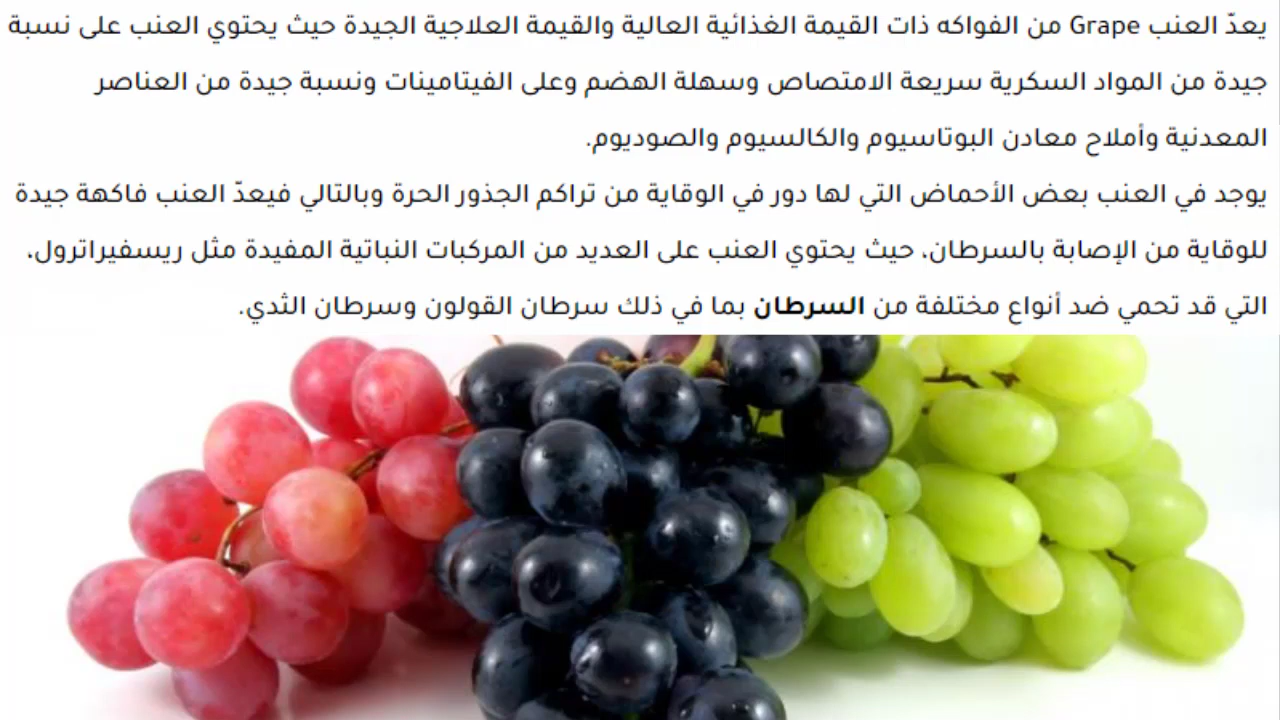 يعدّ العنب Grape من الفواكه ذات القيمة الغذائية العالية والقيمة العلاجية الجيدة حيث يحتوي العنب على نسبة
جيدة من المواد السكرية سريعة الامتصاص وسهلة الهضم وعلى الفيتامينات ونسبة جيدة من العناصر
المعدنية وأملاح معادن البوتاسيوم والكالسيوم والصوديوم.
يوجد في العنب بعض الأحماض التي لها دور في الوقاية من تراكم الجذور الحرة وبالتالي فيعدّ العنب فاكهة جيدة
للوقاية من الإصابة بالسرطان، حيث يحتوي العنب على العديد من المركبات النباتية المفيدة مثل ريسفيراترول،
التي قد تحمي ضد أنواع مختلفة من السرطان بما في ذلك سرطان القولون وسرطان الثدي.